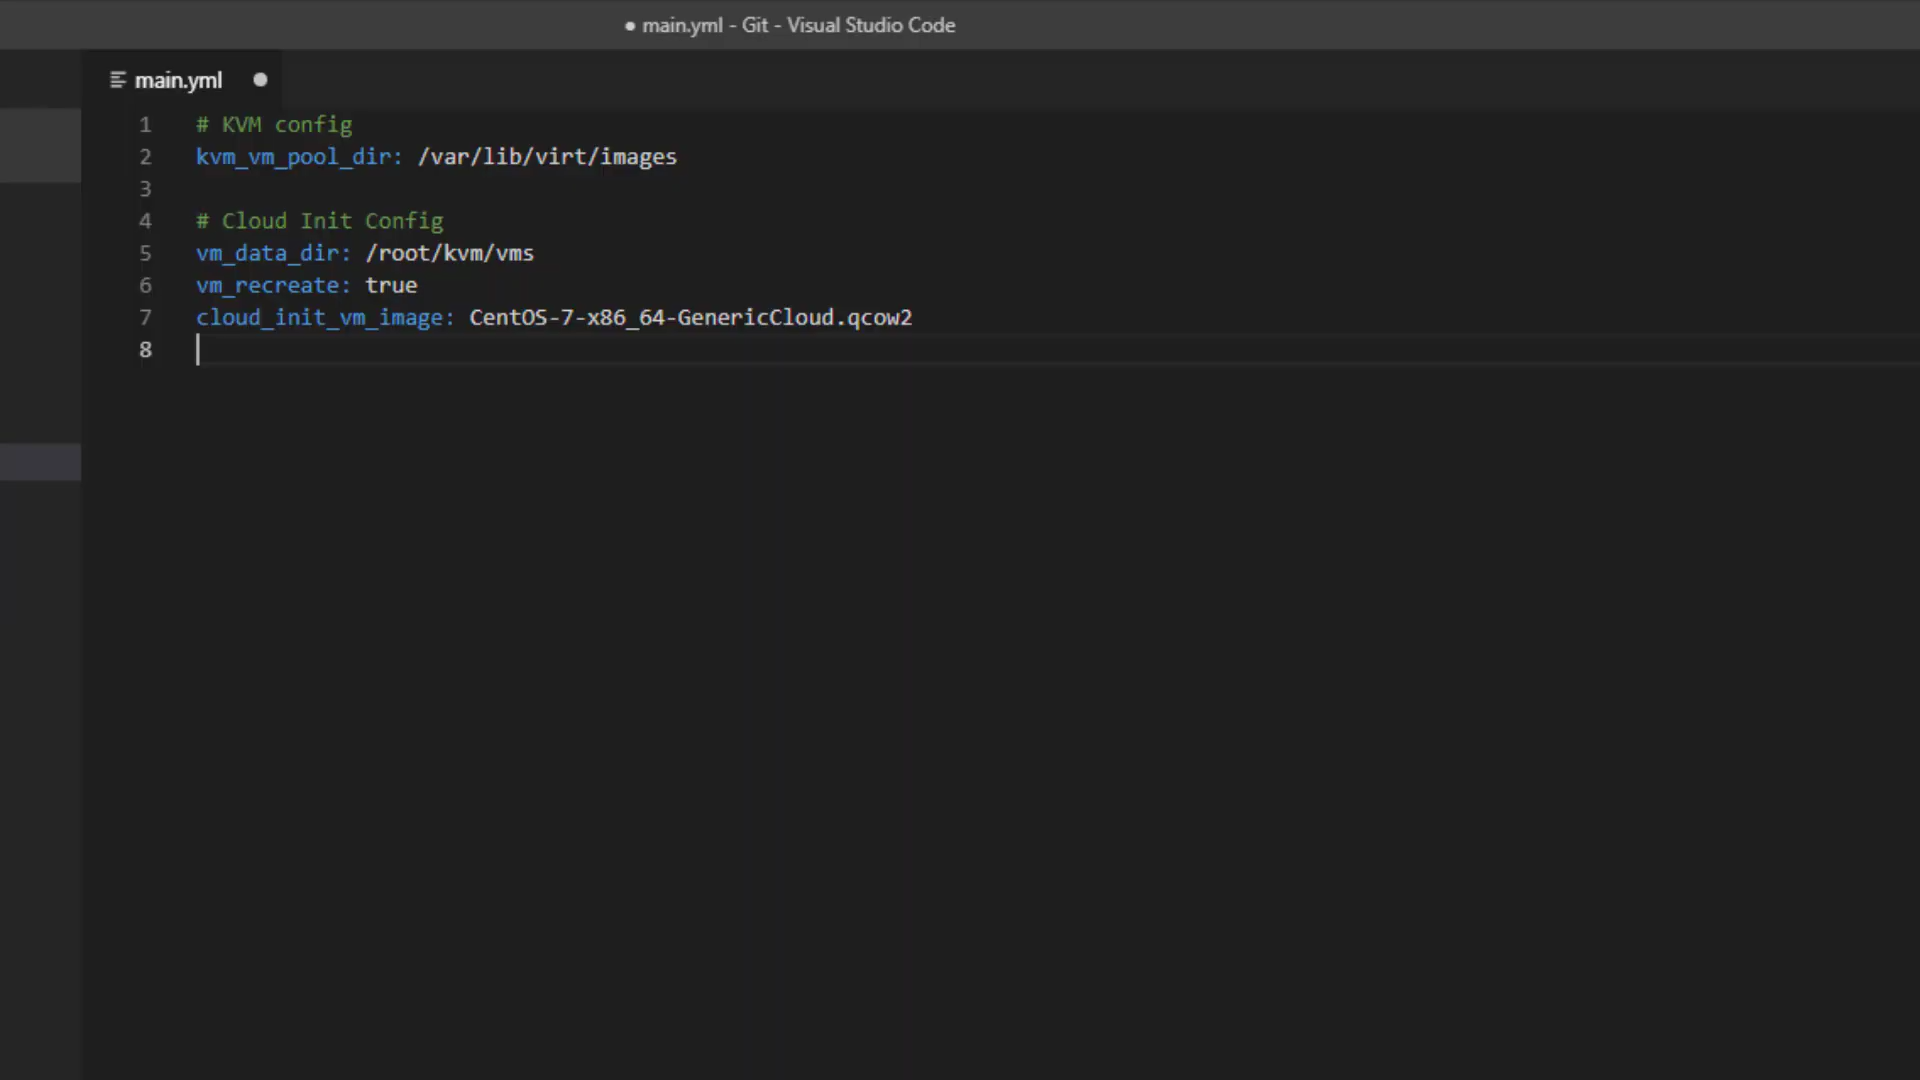 ● main.yml - Git - Visual Studio Code
main.yml ●
1 # KVM config
2 kvm_vm_pool_dir: /var/lib/virt/images
3
4 # Cloud Init Config
5 vm_data_dir: /root/kvm/vms
6 vm_recreate: true
7 cloud_init_vm_image: CentOS-7-x86_64-GenericCloud.qcow2
8